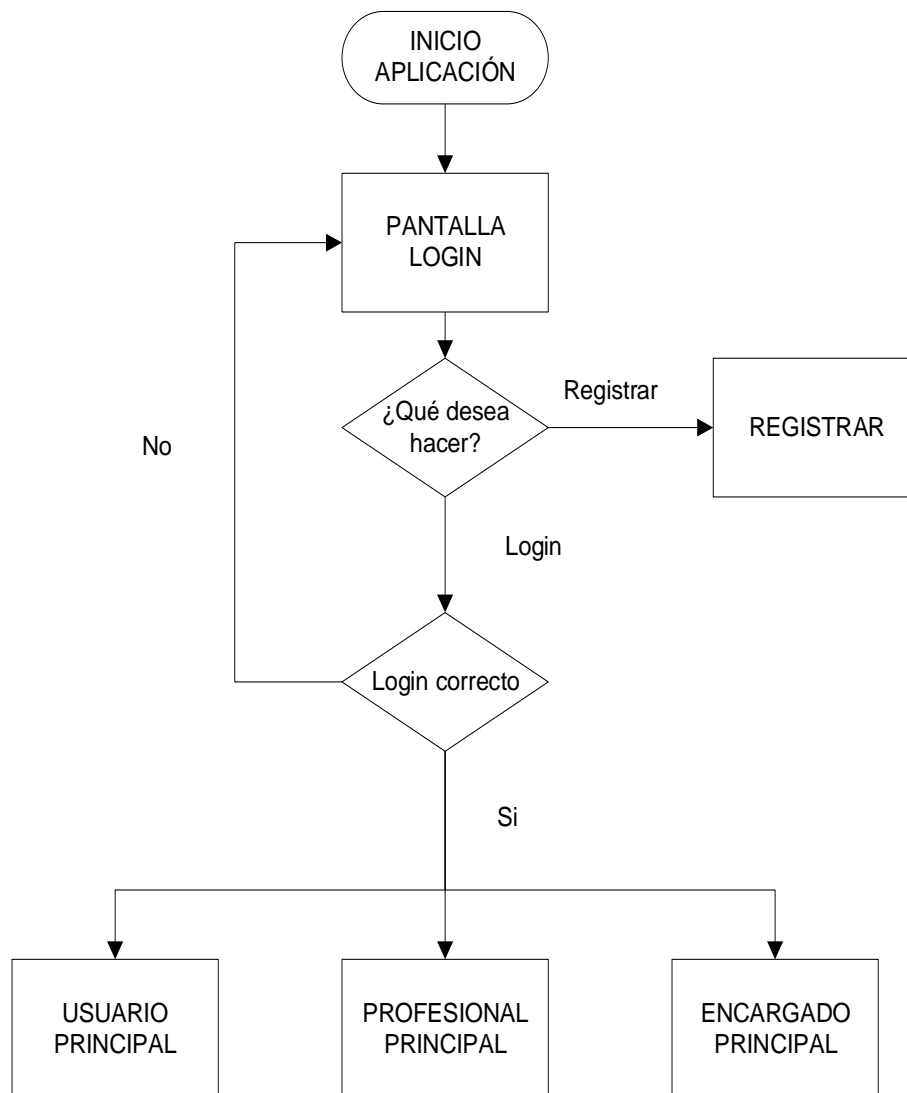 INICIO
APLICACIÓN
PANTALLA
LOGIN
¿Qué desea
hacer?
Registrar
REGISTRAR
No
Login
Login correcto
Si
USUARIO
PRINCIPAL
PROFESIONAL
PRINCIPAL
ENCARGADO
PRINCIPAL